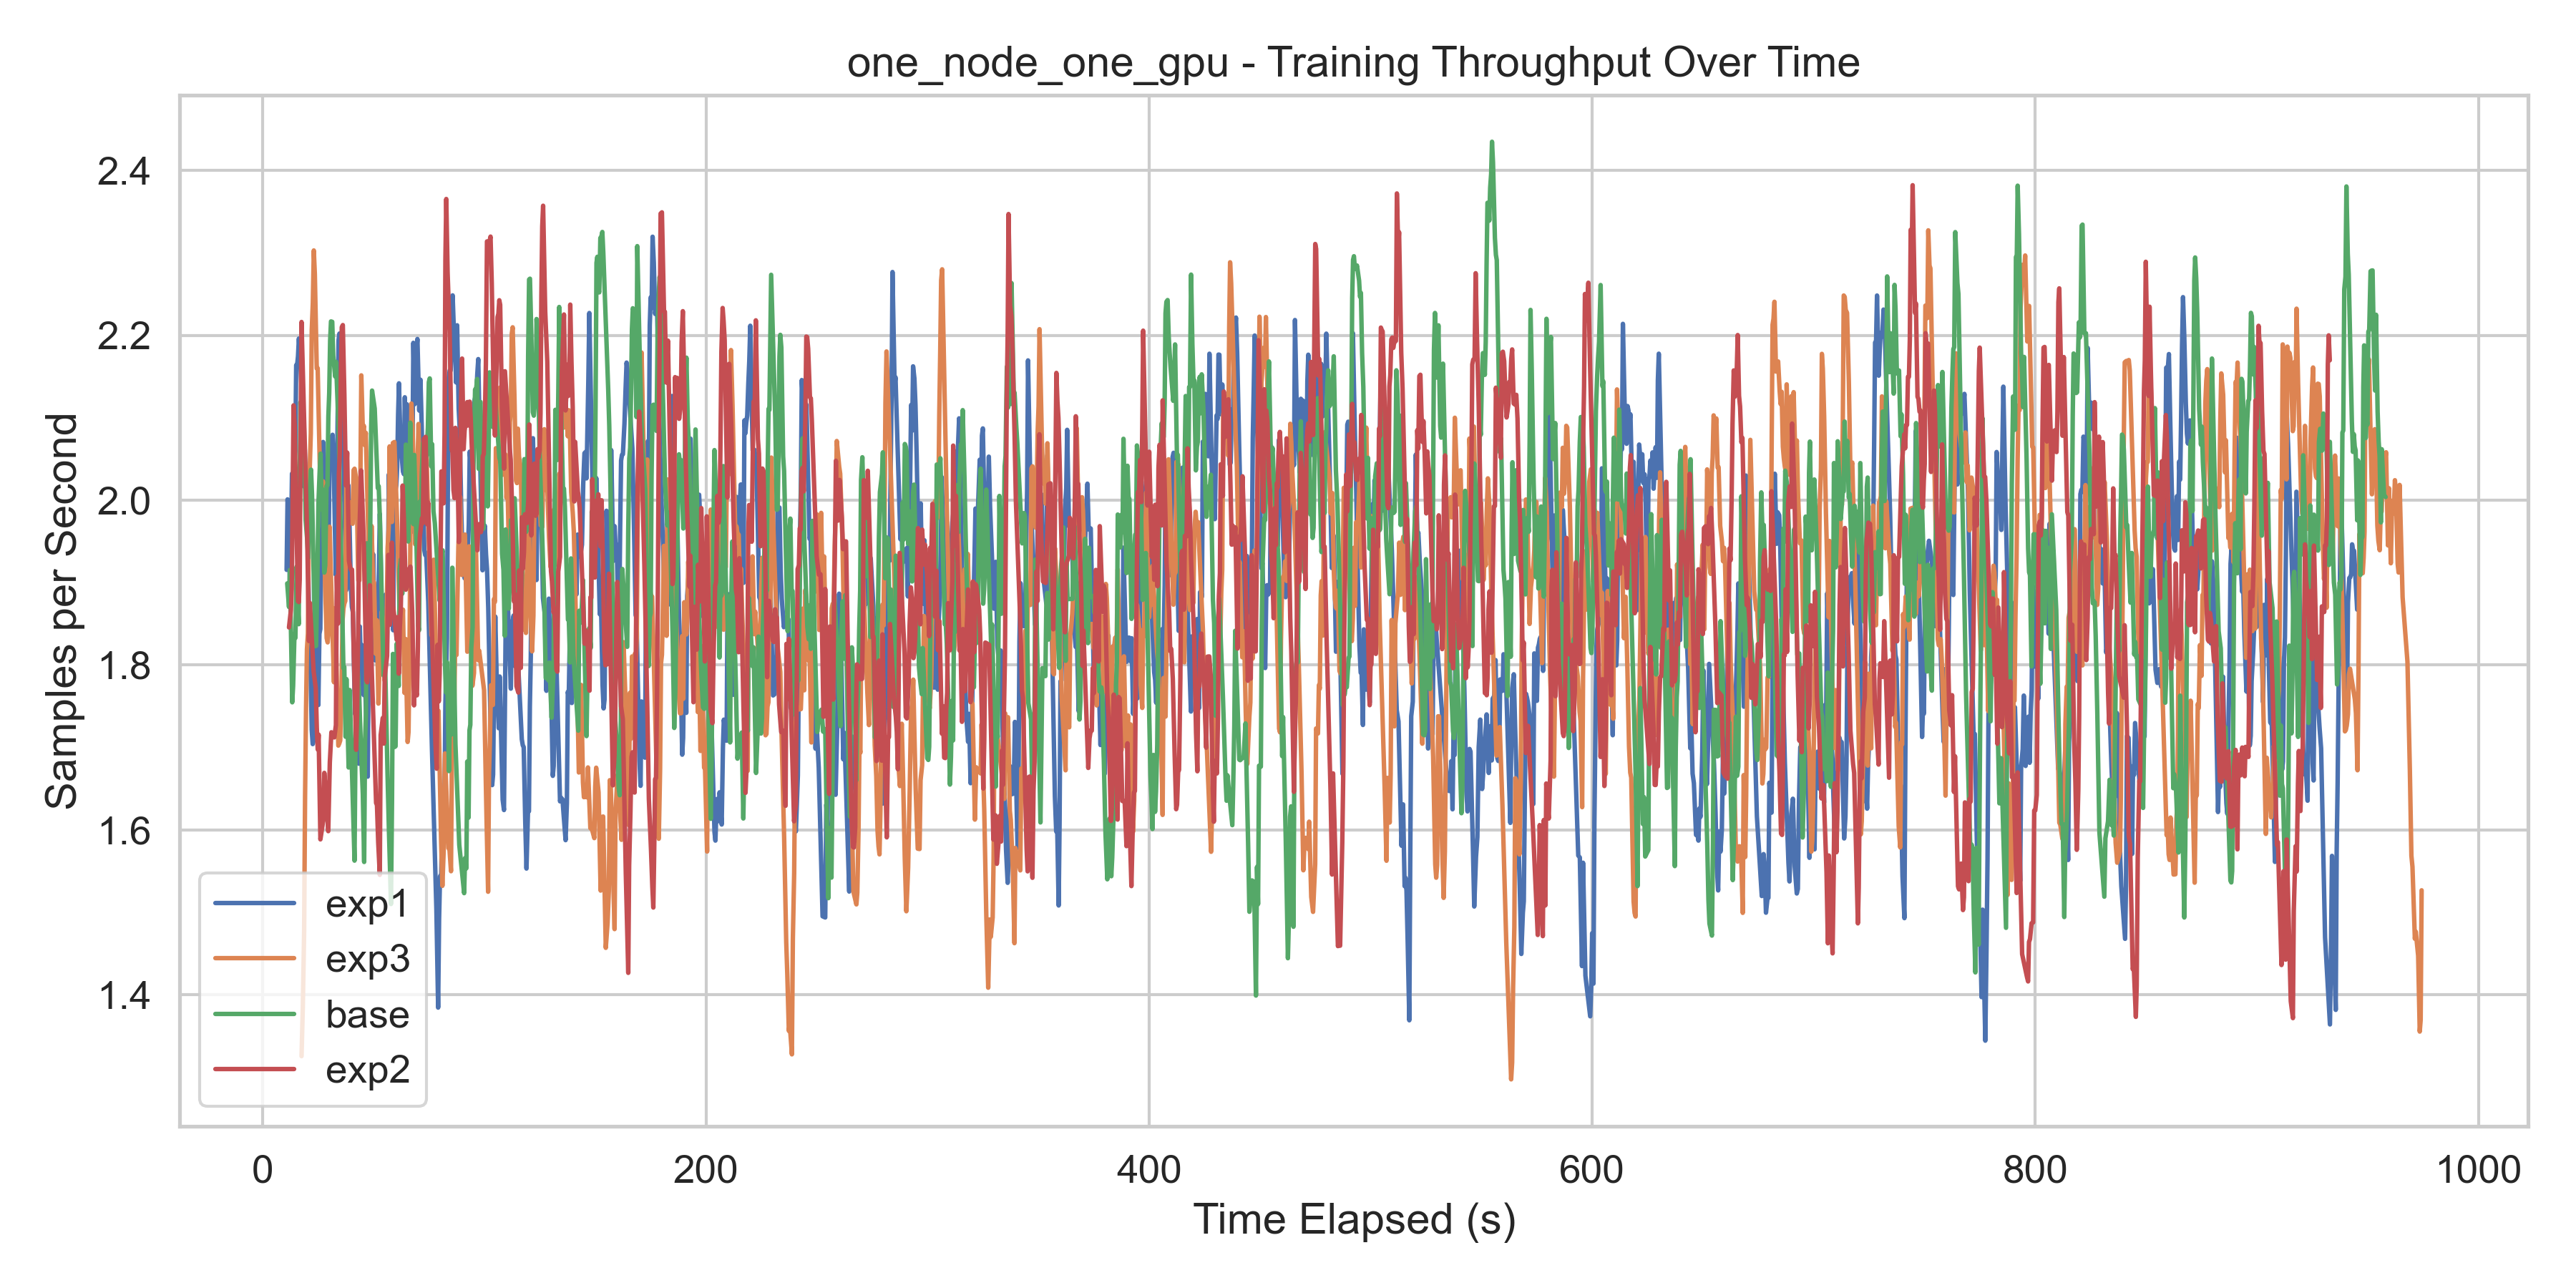 one_node_one_gpu - Training Throughput Over Time
Samples per Second
2.4
2.2
2.0
1.8
1.6
1.4
exp1
exp3
base
exp2
0 200 400 600 800 1000
Time Elapsed (s)